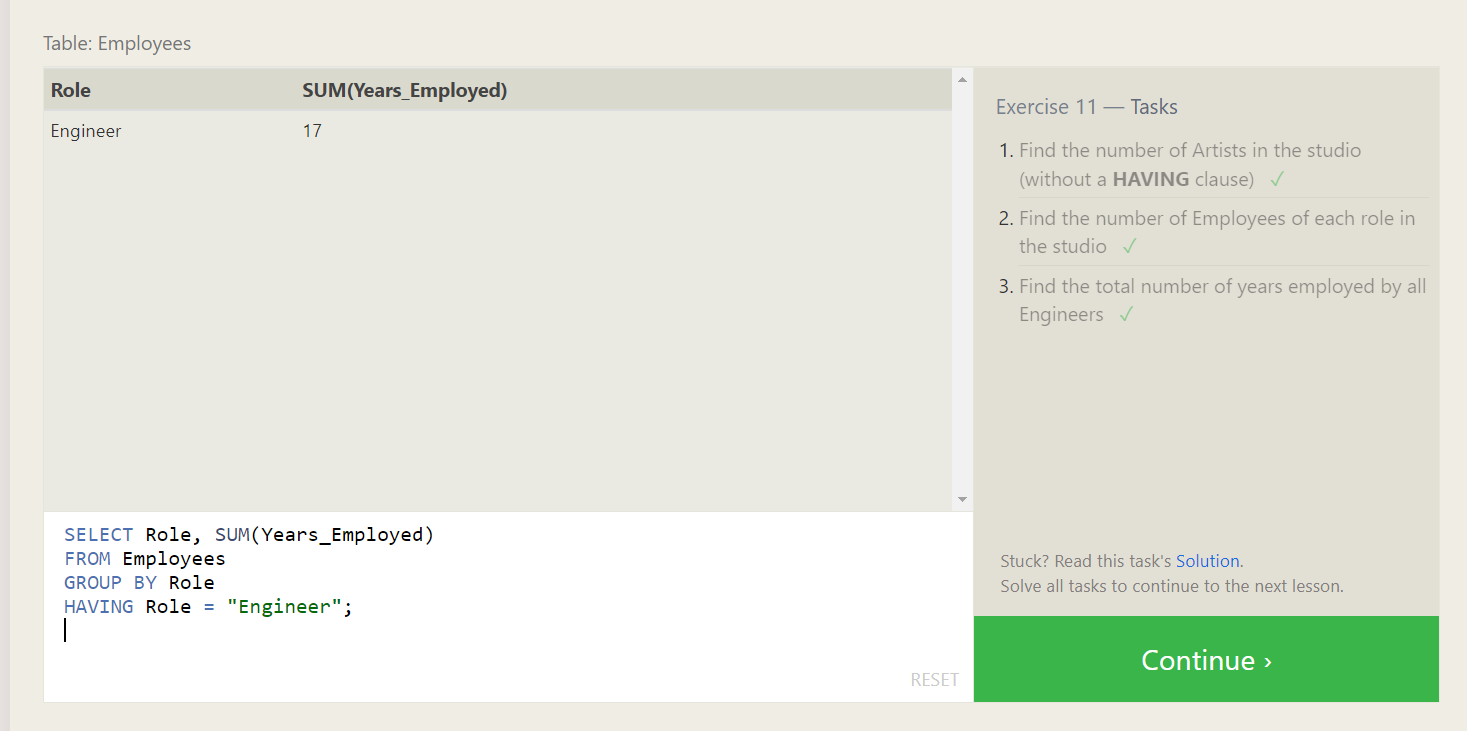 Table: Employees
Role SUM(Years_Employed)
Engineer 17
SELECT Role, SUM(Years_Employed)
FROM Employees
GROUP BY Role
HAVING Role = "Engineer";
RESET
Exercise 11 — Tasks
1. Find the number of Artists in the studio
(without a HAVING clause) ✓
2. Find the number of Employees of each role in
the studio ✓
3. Find the total number of years employed by all
Engineers ✓
Stuck? Read this task's Solution.
Solve all tasks to continue to the next lesson.
Continue ›